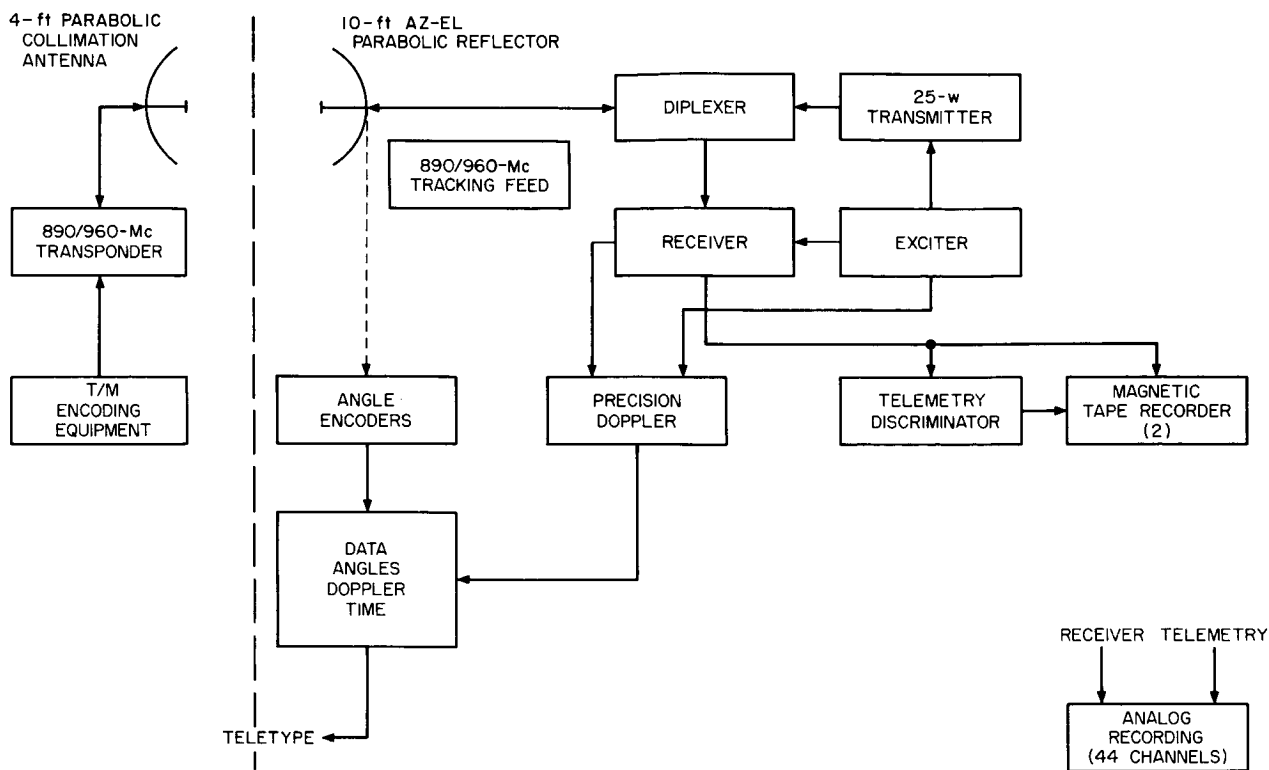 4-ft PARABOLIC
COLLIMATION
ANTENNA
10-ft AZ-EL
PARABOLIC REFLECTOR
DIPLEXER
25-w
TRANSMITTER
890/960-Mc
TRACKING FEED
890/960-Mc
TRANSPONDER
RECEIVER
EXCITER
T/M
ENCODING
EQUIPMENT
ANGLE
ENCODERS
PRECISION
DOPPLER
TELEMETRY
DISCRIMINATOR
MAGNETIC
TAPE RECORDER
(2)
DATA
ANGLES
DOPPLER
TIME
TELETYPE
RECEIVER TELEMETRY
ANALOG
RECORDING
(44 CHANNELS)